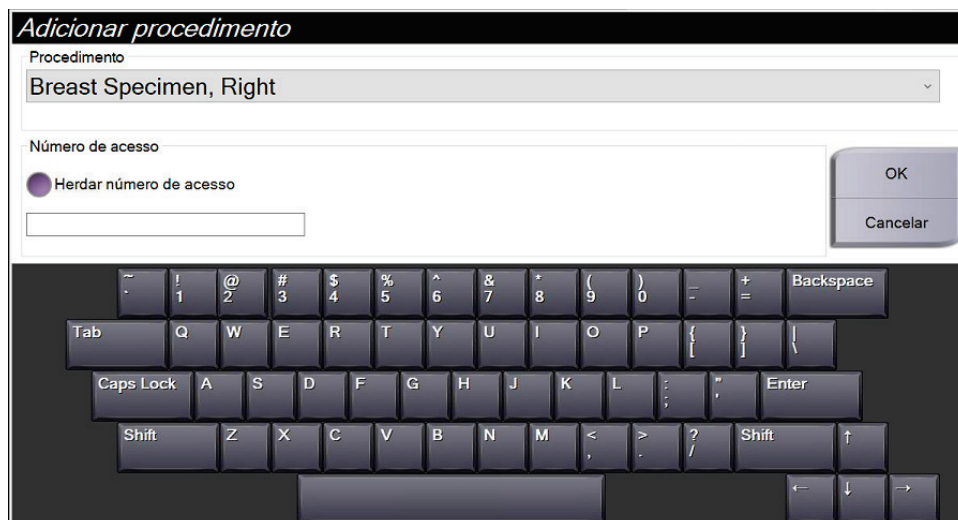 Adicionar procedimento
Procedimento
Breast Specimen, Right
Número de acesso
Herdar número de acesso
OK
Cancelar
~ ! @ # $ % ^ & * ( ) _ + Backspace
` 1 2 3 4 5 6 7 8 9 0 - =
Tab Q W E R T Y U I O P { } |
[ ] \
Caps Lock A S D F G H J K L : " Enter
; '
Shift Z X C V B N M < > ? Shift ↑
, . /
← ↓ →